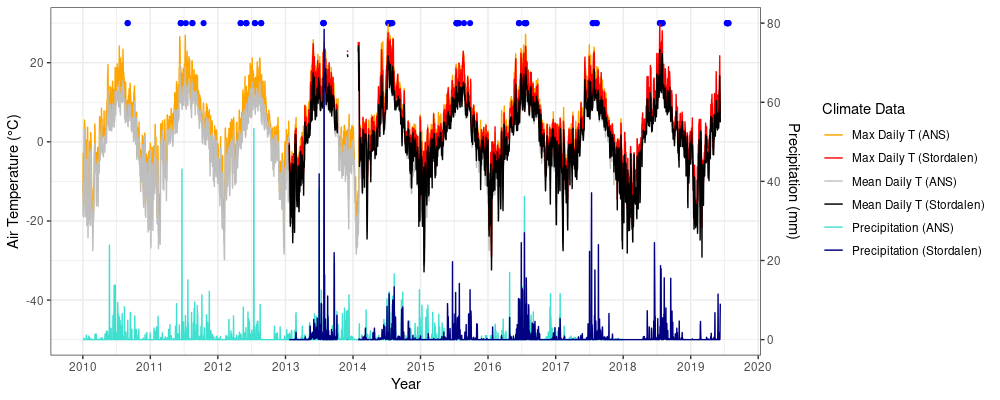 20
0
-20
-40
Air Temperature (°C)
80
60
40
20
0
Precipitation (mm)
2010 2011 2012 2013 2014 2015 2016 2017 2018 2019 2020
Year
Climate Data
Max Daily T (ANS)
Max Daily T (Stordalen)
Mean Daily T (ANS)
Mean Daily T (Stordalen)
Precipitation (ANS)
Precipitation (Stordalen)